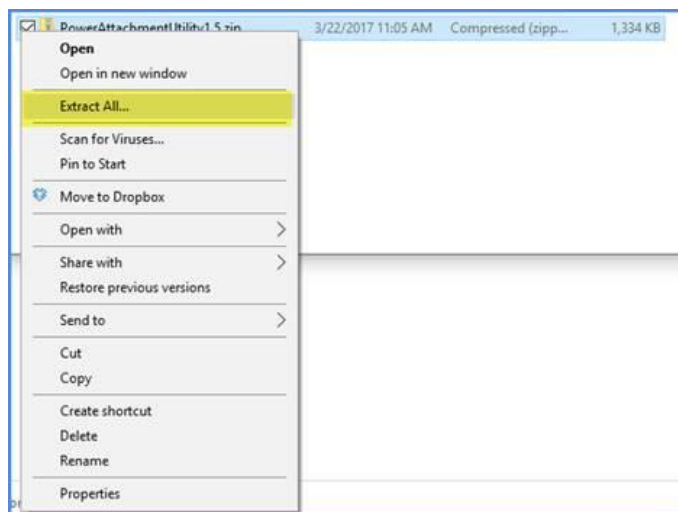 PowerAttachmentUtility1.5.zip 3/22/2017 11:05 AM Compressed (zipp... 1,334 KB
Open
Open in new window
Extract All...
Scan for Viruses...
Pin to Start
Move to Dropbox
Open with
Share with
Restore previous versions
Send to
Cut
Copy
Create shortcut
Delete
Rename
Properties